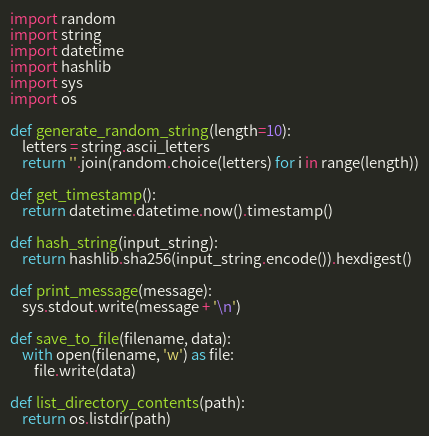 import random
import string
import datetime
import hashlib
import sys
import os

def generate_random_string(length=10):
    letters = string.ascii_letters
    return ''.join(random.choice(letters) for i in range(length))

def get_timestamp():
    return datetime.datetime.now().timestamp()

def hash_string(input_string):
    return hashlib.sha256(input_string.encode()).hexdigest()

def print_message(message):
    sys.stdout.write(message + '\n')

def save_to_file(filename, data):
    with open(filename, 'w') as file:
        file.write(data)

def list_directory_contents(path):
    return os.listdir(path)